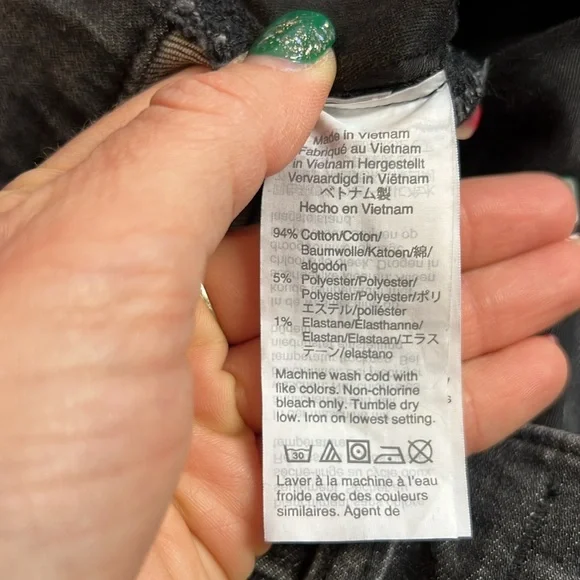 Made in Vietnam
Fabriqué au Vietnam
in Vietnam Hergestellt
Vervaardigd in Viëtnam
ベトナム製
Hecho en Vietnam
94% Cotton/Coton/
Baumwolle/Katoen/綿/
algodón
5% Polyester/Polyester/
Polyester/Polyester/ポリ
エステル/poliéster
1% Elastane/Élasthanne/
Elastan/Elastaan/エラス
テーン/elastano
Machine wash cold with
like colors. Non-chlorine
bleach only. Tumble dry
low. Iron on lowest setting.
30
Laver à la machine à l'eau
froide avec des couleurs
similaires. Agent de